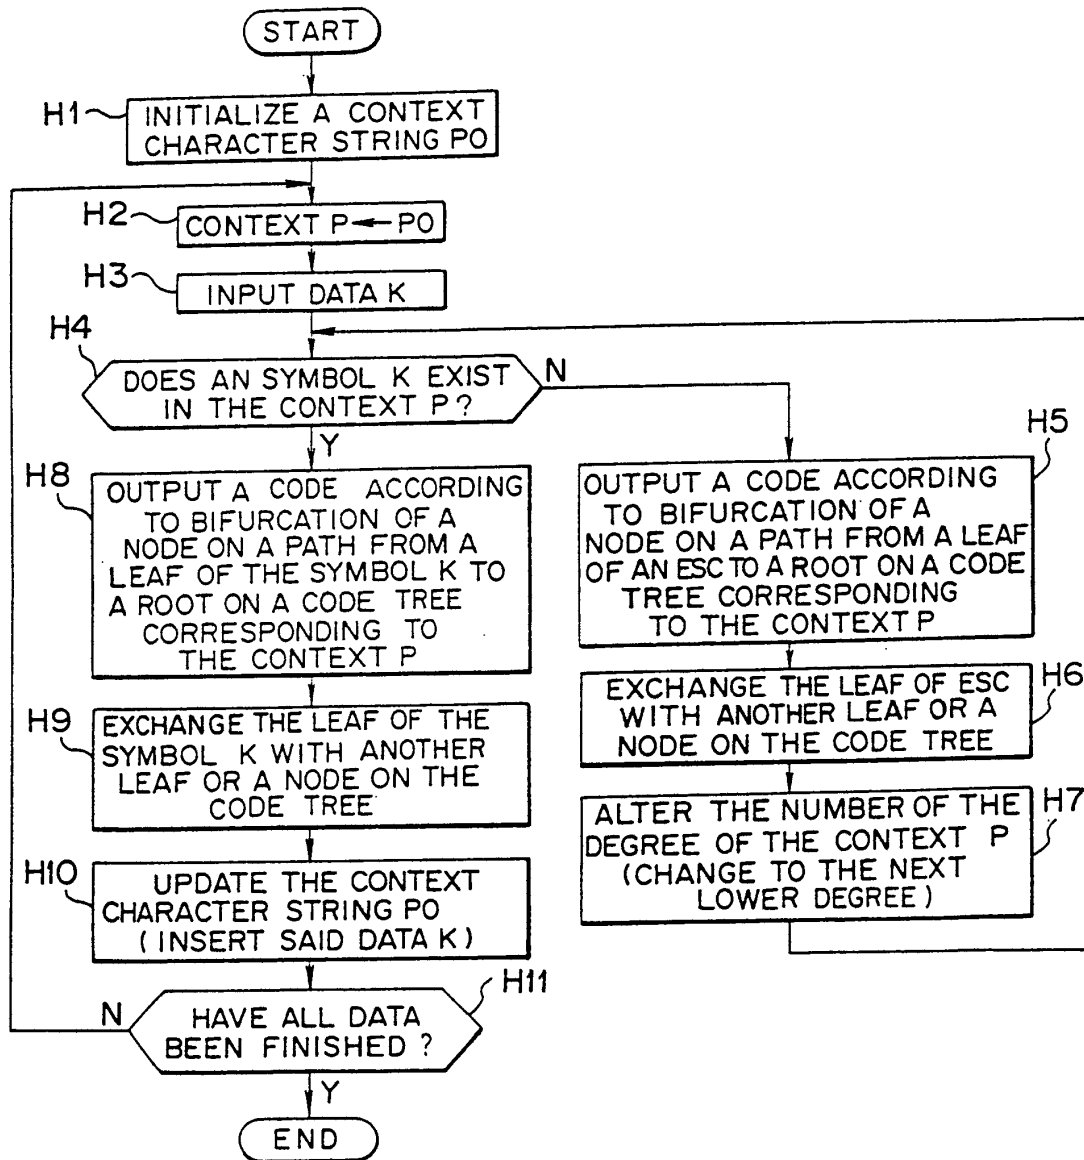 START
H1
INITIALIZE A CONTEXT
CHARACTER STRING PO
H2
CONTEXT P ← PO
H3
INPUT DATA K
H4
DOES AN SYMBOL K EXIST
IN THE CONTEXT P?
N
Y
H5
OUTPUT A CODE ACCORDING
TO BIFURCATION OF A
NODE ON A PATH FROM A LEAF
OF AN ESC TO A ROOT ON A CODE
TREE CORRESPONDING
TO THE CONTEXT P
H6
EXCHANGE THE LEAF OF ESC
WITH ANOTHER LEAF OR A
NODE ON THE CODE TREE
H7
ALTER THE NUMBER OF THE
DEGREE OF THE CONTEXT P
(CHANGE TO THE NEXT
LOWER DEGREE)
H8
OUTPUT A CODE ACCORDING
TO BIFURCATION OF A
NODE ON A PATH FROM A
LEAF OF THE SYMBOL K TO
A ROOT ON A CODE TREE
CORRESPONDING TO
THE CONTEXT P
H9
EXCHANGE THE LEAF OF THE
SYMBOL K WITH ANOTHER
LEAF OR A NODE ON THE
CODE TREE
H10
UPDATE THE CONTEXT
CHARACTER STRING PO
(INSERT SAID DATA K)
H11
HAVE ALL DATA
BEEN FINISHED?
N
Y
END